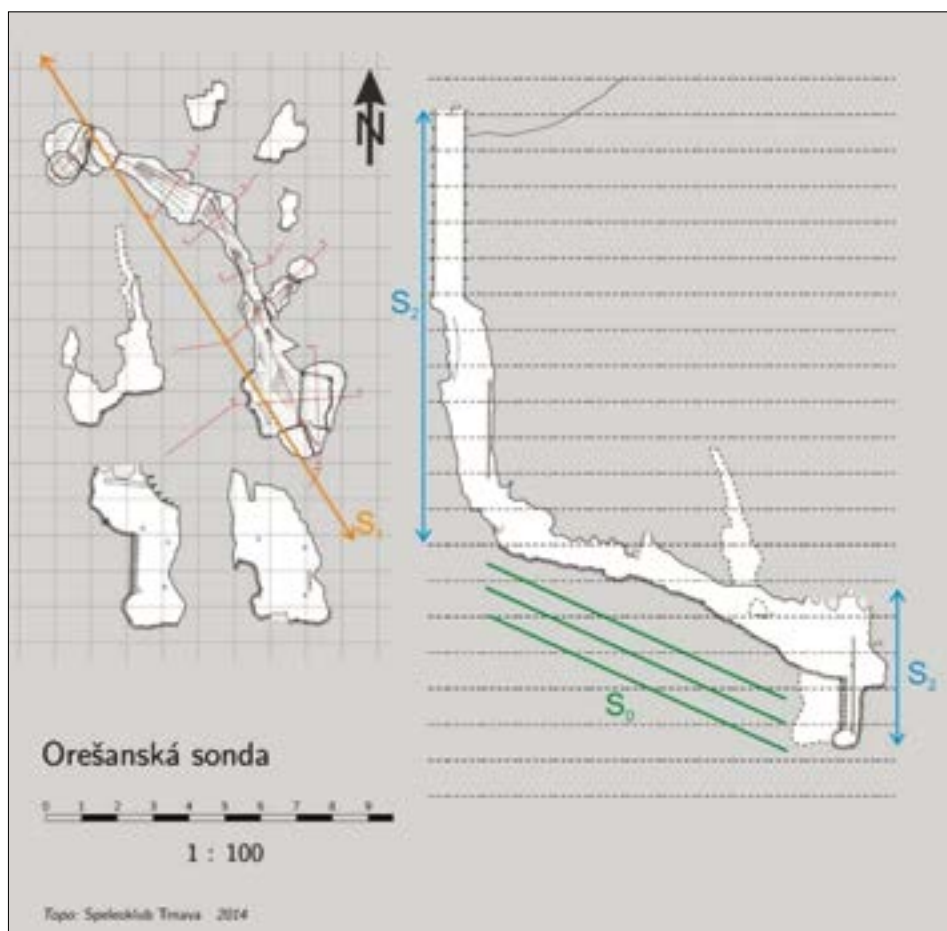 N
S₁
S₂
S₀
S₂
Orešanská sonda
0 1 2 3 4 5 6 7 8 9
1 : 100
Topo: Speleoklub Trnava 2014